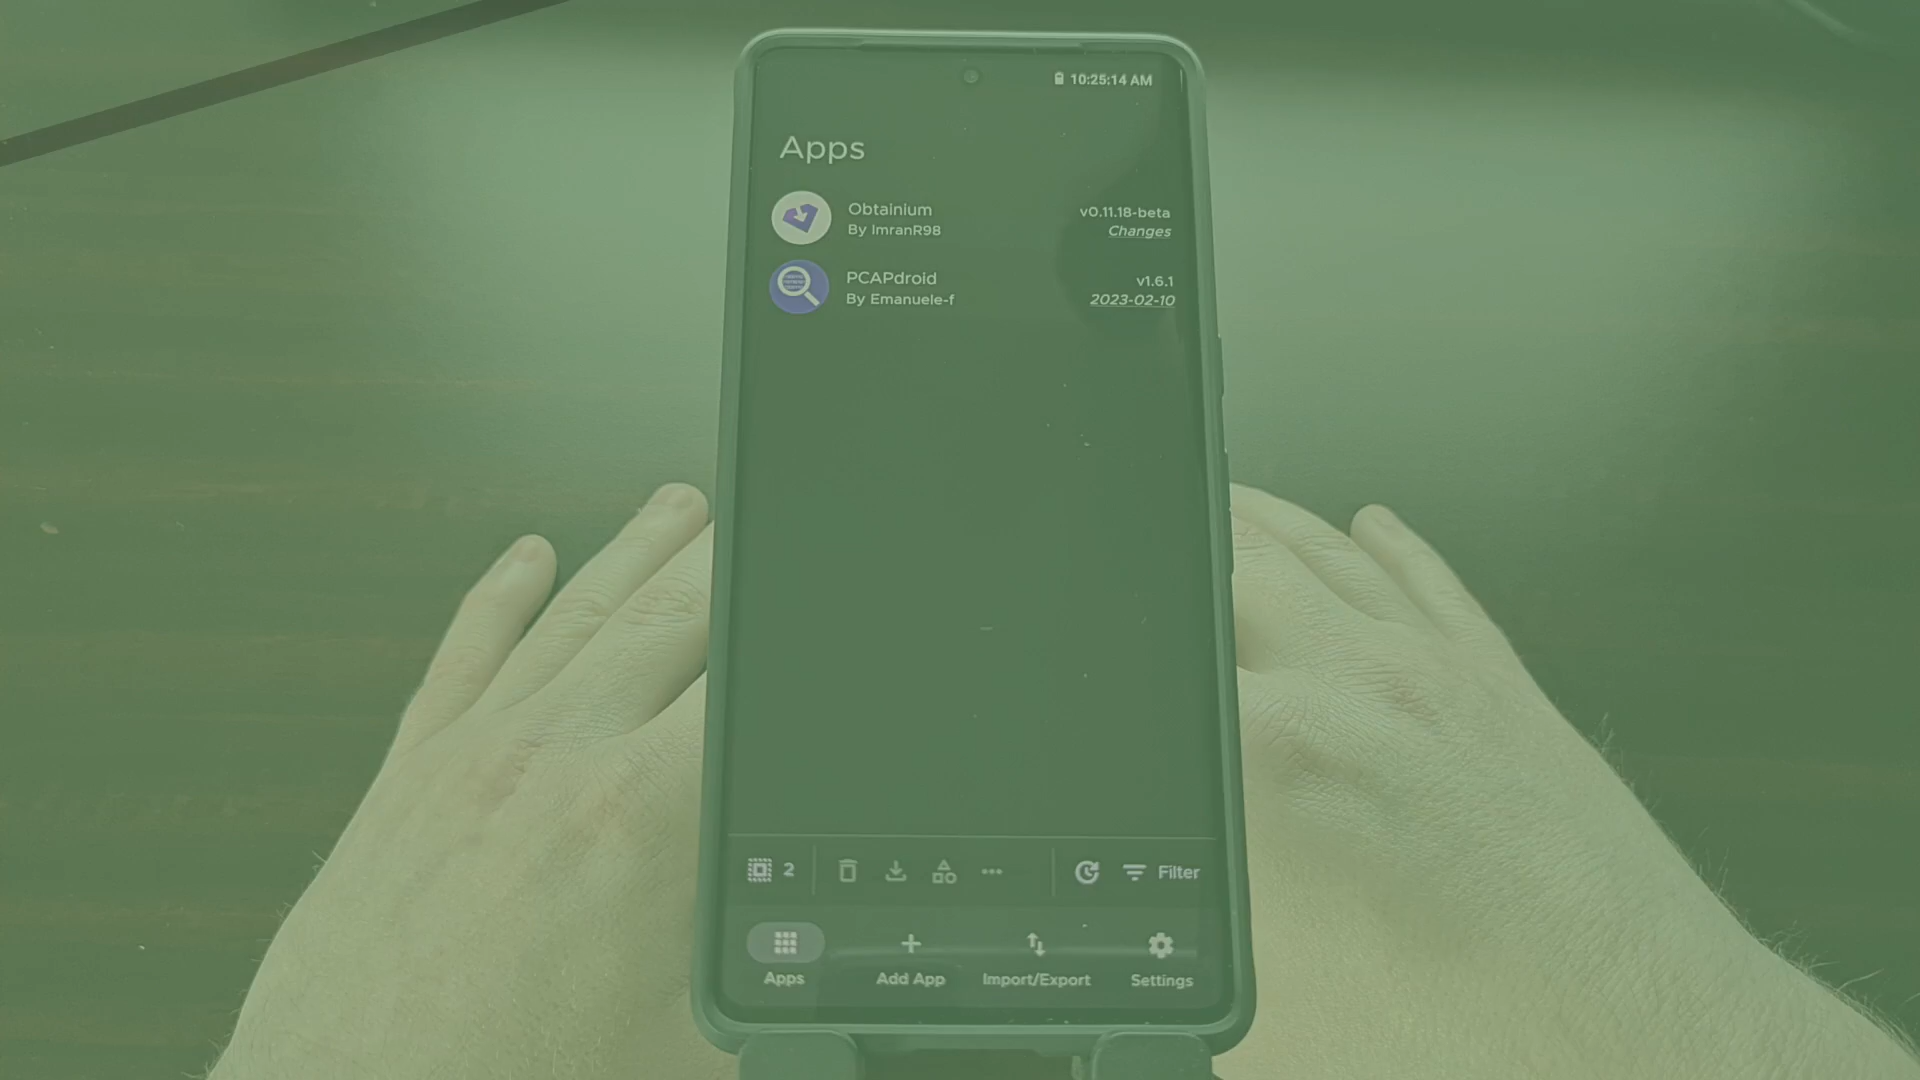 10:25:14 AM
Apps
Obtainium
By ImranR98
v0.11.18-beta
Changes
PCAPdroid
By Emanuele-f
v1.6.1
2023-02-10
2
Filter
Apps
Add App
Import/Export
Settings